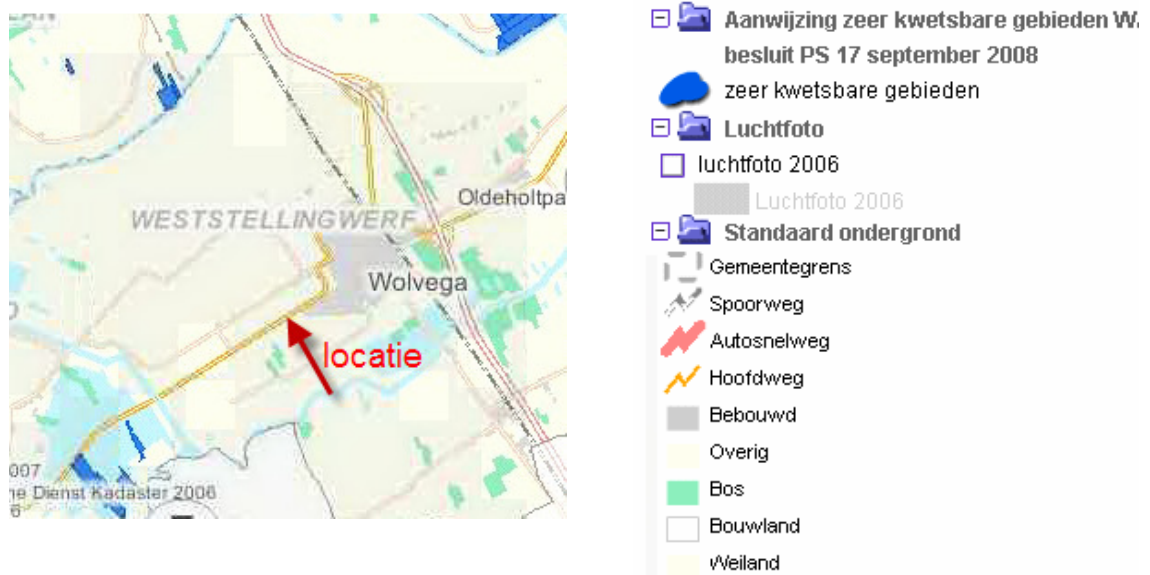 WESTSTELLINGWERF
Oldeholtpa
Wolvega
locatie
007
ne Dienst Kadaster 2006
6
Aanwijzing zeer kwetsbare gebieden W
besluit PS 17 september 2008
zeer kwetsbare gebieden
Luchtfoto
luchtfoto 2006
Luchtfoto 2006
Standaard ondergrond
Gemeentegrens
Spoorweg
Autosnelweg
Hoofdweg
Bebouwd
Overig
Bos
Bouwland
Weiland